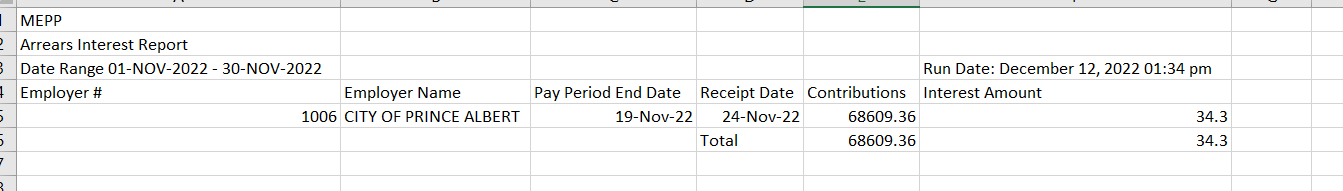 MEPP
Arrears Interest Report
Date Range 01-NOV-2022 - 30-NOV-2022 Run Date: December 12, 2022 01:34 pm
Employer # Employer Name Pay Period End Date Receipt Date Contributions Interest Amount
1006 CITY OF PRINCE ALBERT 19-Nov-22 24-Nov-22 68609.36 34.3
Total 68609.36 34.3